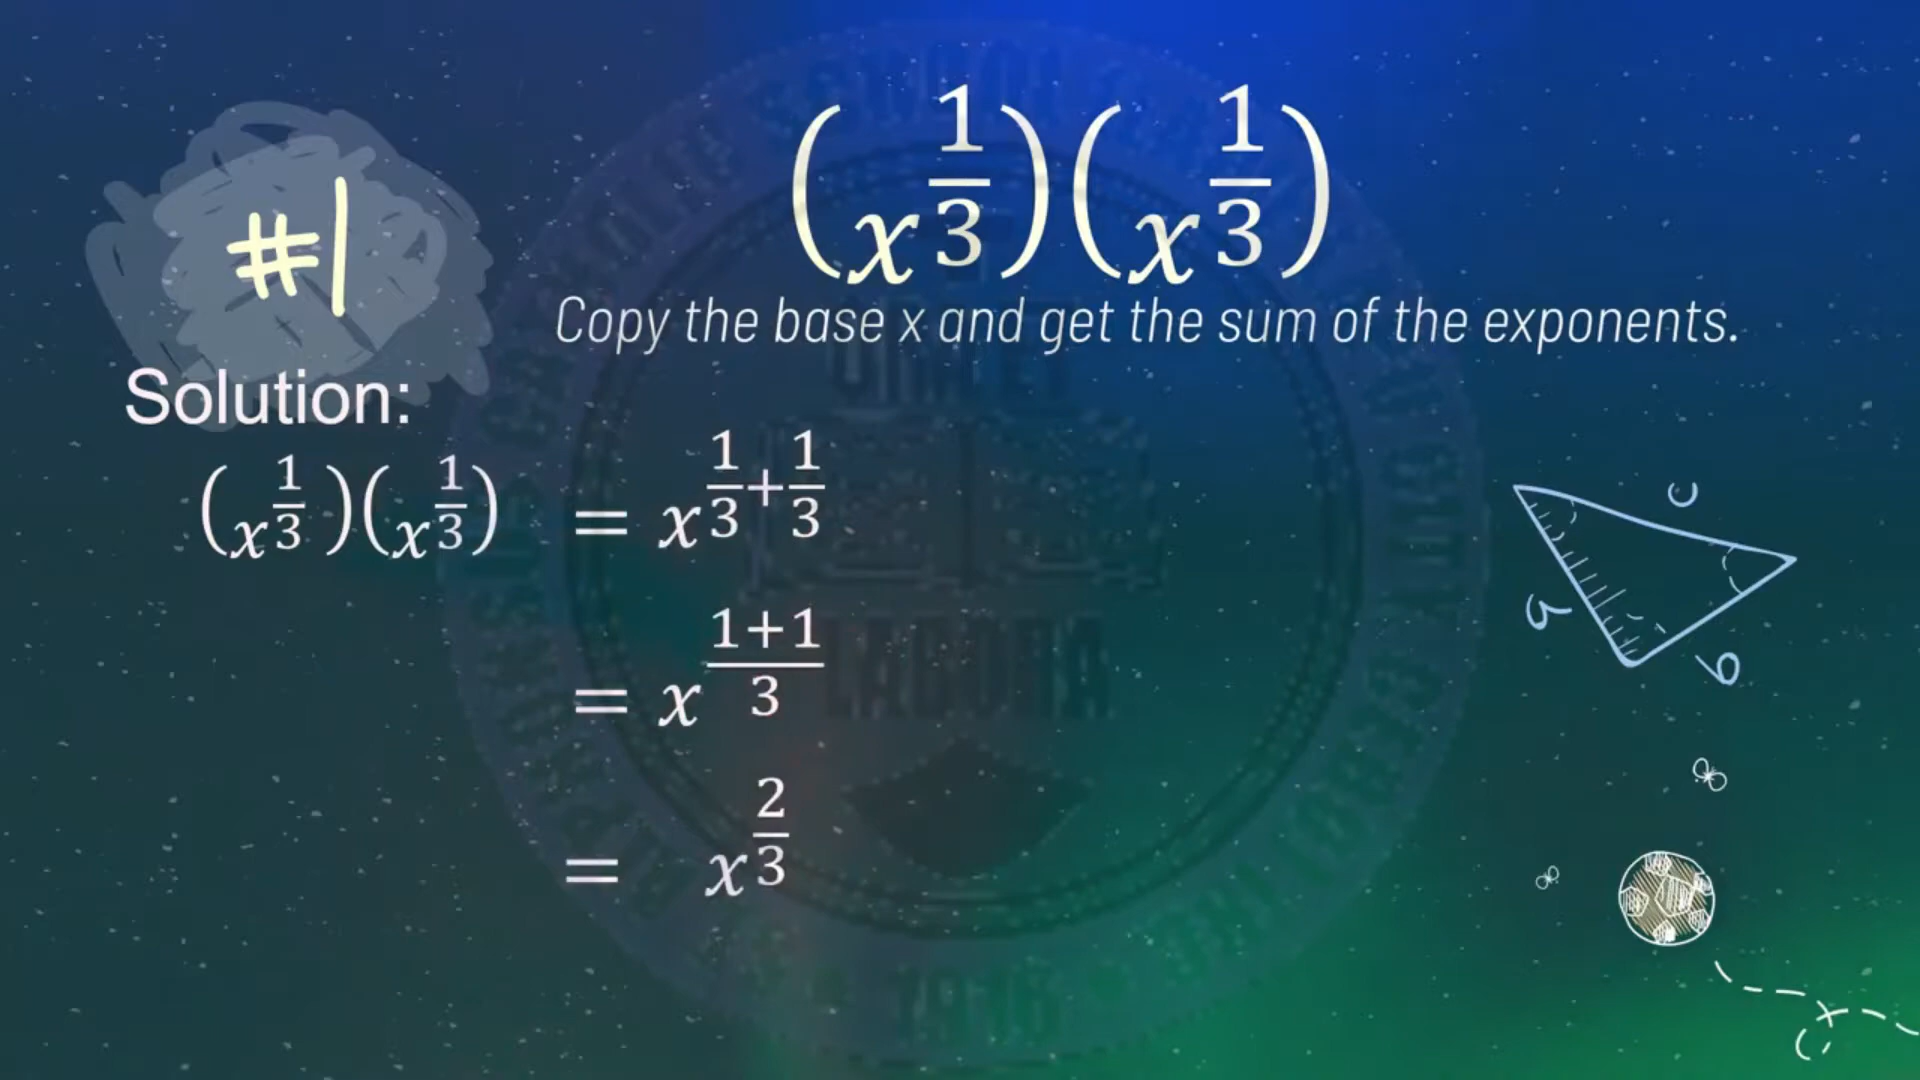 #1
(x^(1/3))(x^(1/3))
Copy the base x and get the sum of the exponents.
Solution:
(x^(1/3))(x^(1/3)) = x^(1/3+1/3)
= x^((1+1)/3)
= x^(2/3)
c
a
b